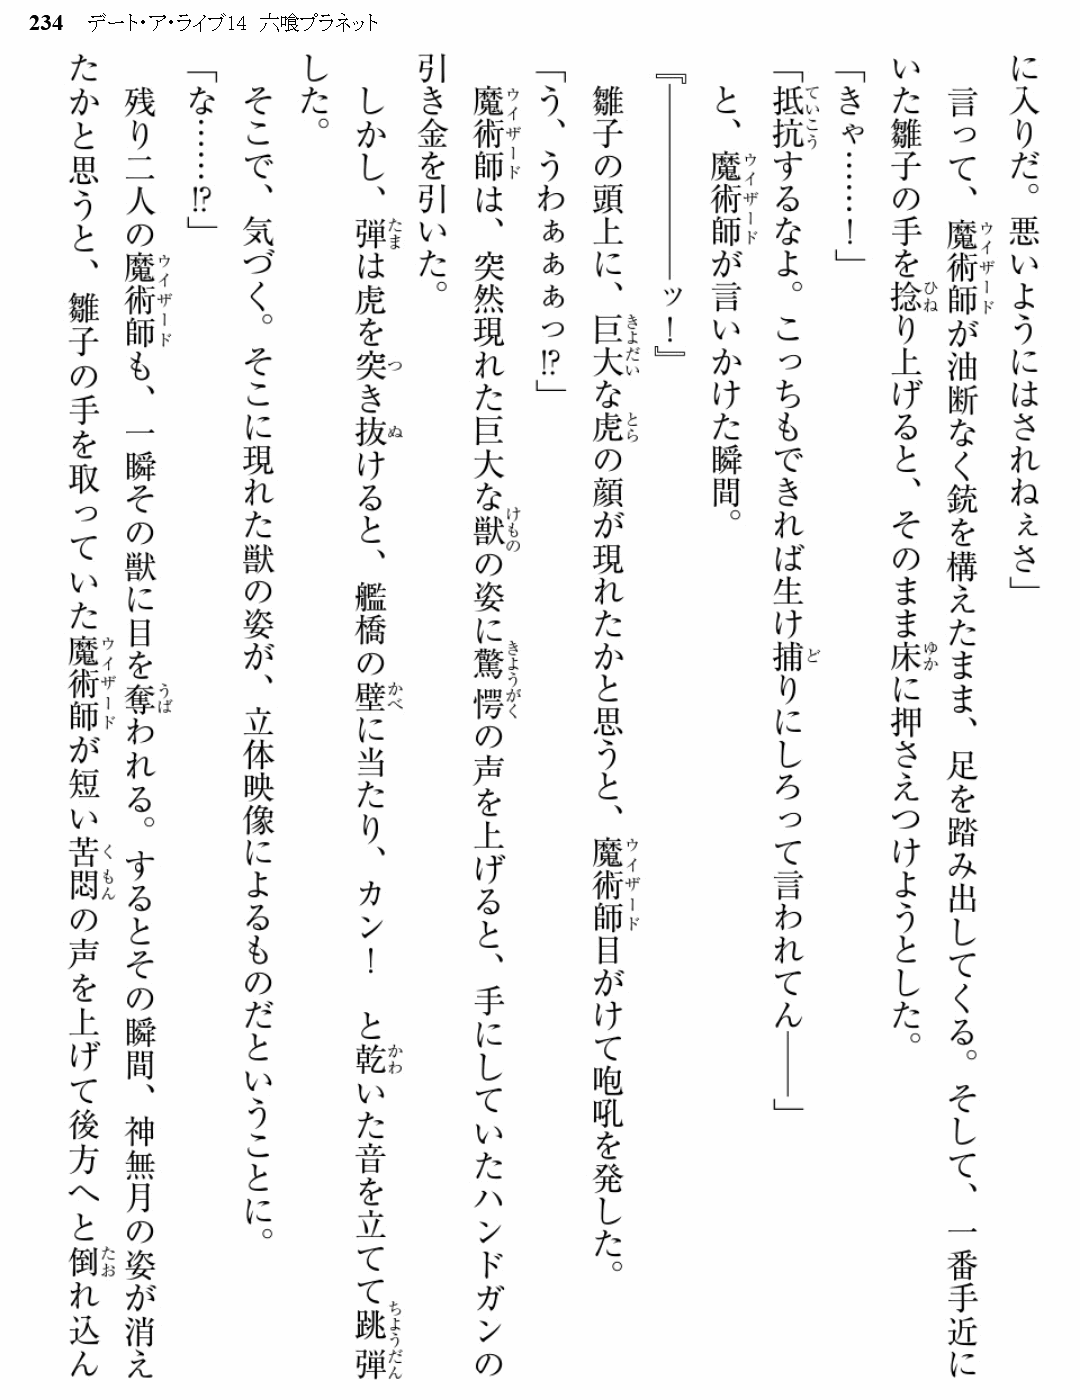 234 デート・ア・ライブ14 六喰プラネット
に入りだ。悪いようにはされねぇさ」
言って、魔術師が油断なく銃を構えたまま、足を踏み出してくる。そして、一番手近に
いた雛子の手を捻り上げると、そのまま床に押さえつけようとした。
「きゃ……！」
「抵抗するなよ。こっちもできれば生け捕りにしろって言われてん――」
と、魔術師が言いかけた瞬間。
『――――――ッ！』
雛子の頭上に、巨大な虎の顔が現れたかと思うと、魔術師目がけて咆吼を発した。
「う、うわぁぁぁっ!?」
魔術師は、突然現れた巨大な獣の姿に驚愕の声を上げると、手にしていたハンドガンの
引き金を引いた。
しかし、弾は虎を突き抜けると、艦橋の壁に当たり、カン！　と乾いた音を立てて跳弾
した。
そこで、気づく。そこに現れた獣の姿が、立体映像によるものだということに。
「な……!?」
残り二人の魔術師も、一瞬その獣に目を奪われる。するとその瞬間、神無月の姿が消え
たかと思うと、雛子の手を取っていた魔術師が短い苦悶の声を上げて後方へと倒れ込ん